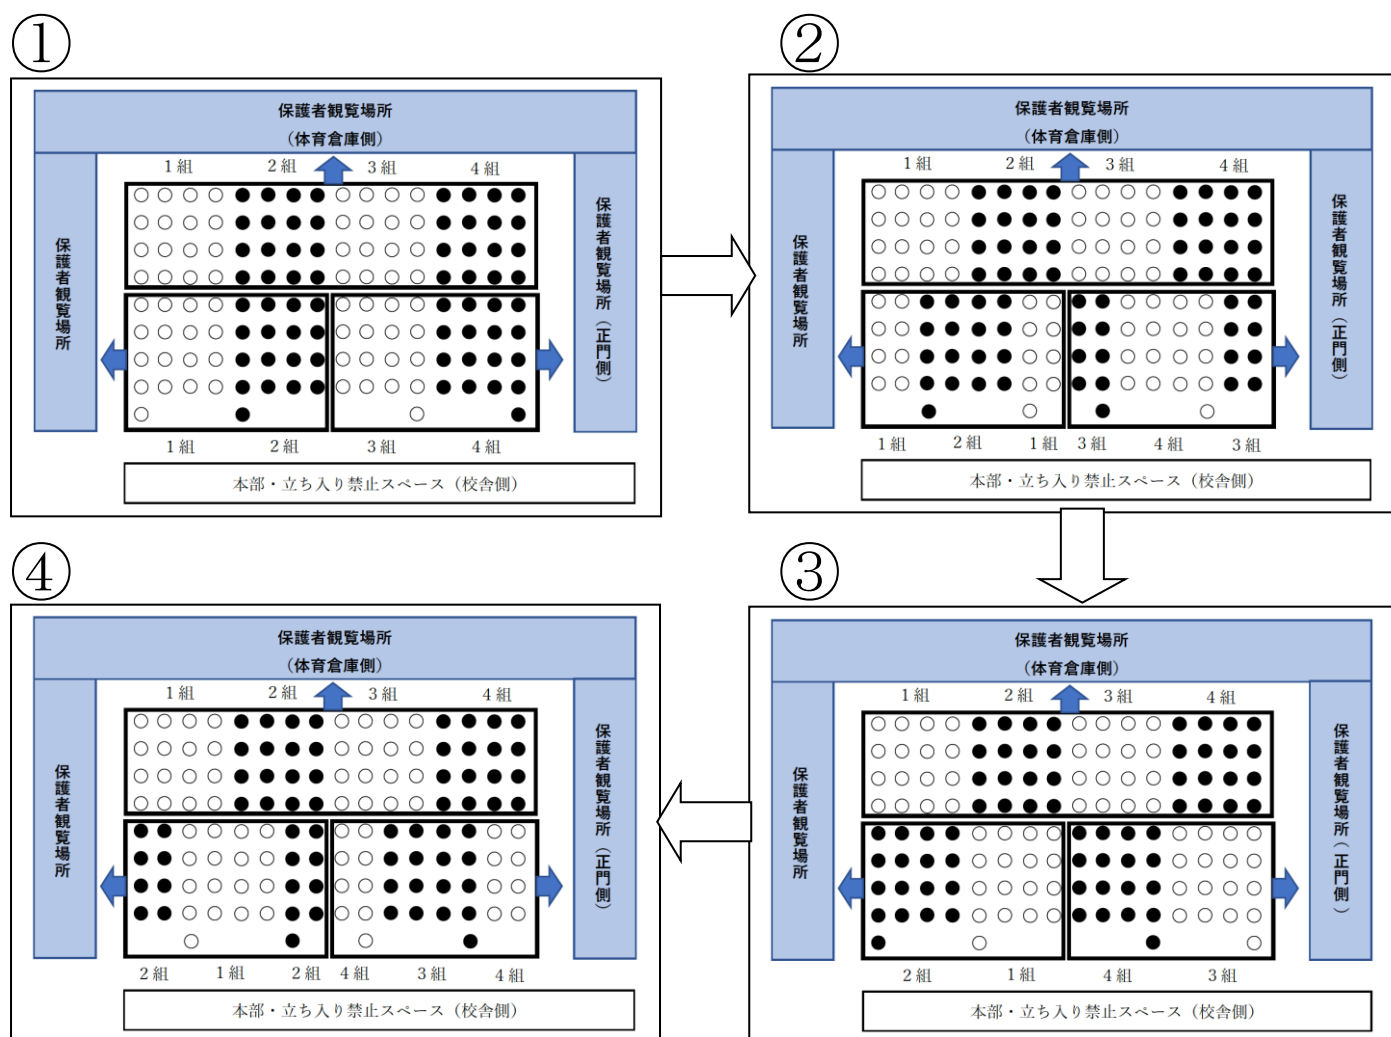 ①
保護者観覧場所
（体育倉庫側）
1組 2組 3組 4組
保護者観覧場所
保護者観覧場所（正門側）
1組 2組 3組 4組
本部・立ち入り禁止スペース（校舎側）
②
保護者観覧場所
（体育倉庫側）
1組 2組 3組 4組
保護者観覧場所
保護者観覧場所（正門側）
1組 2組 1組 3組 4組 3組
本部・立ち入り禁止スペース（校舎側）
④
保護者観覧場所
（体育倉庫側）
1組 2組 3組 4組
保護者観覧場所
保護者観覧場所（正門側）
2組 1組 2組 4組 3組 4組
本部・立ち入り禁止スペース（校舎側）
③
保護者観覧場所
（体育倉庫側）
1組 2組 3組 4組
保護者観覧場所
保護者観覧場所（正門側）
2組 1組 4組 3組
本部・立ち入り禁止スペース（校舎側）